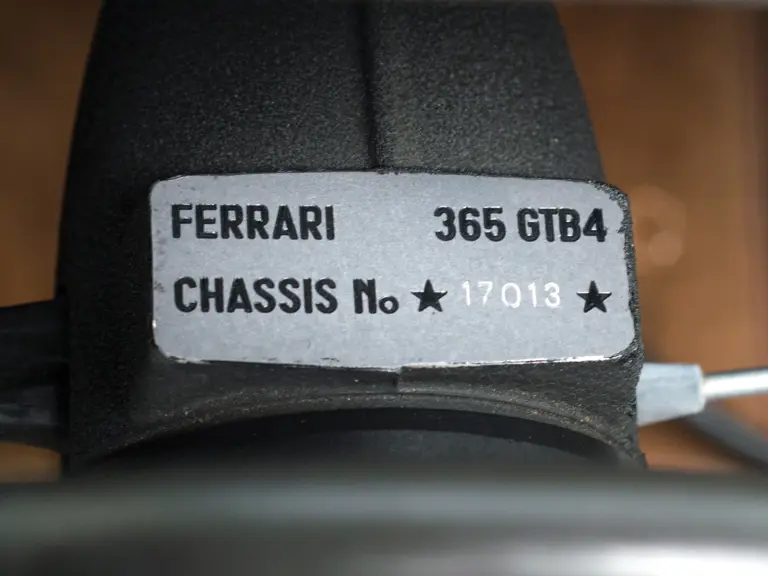 FERRARI 365 GTB4
CHASSIS No ★ 17013 ★